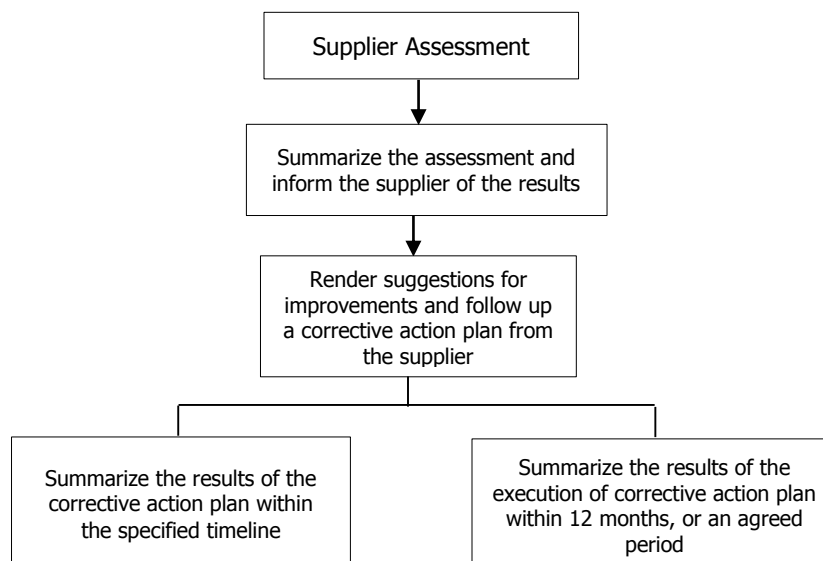 Supplier Assessment
Summarize the assessment and
inform the supplier of the results
Render suggestions for
improvements and follow up
a corrective action plan from
the supplier
Summarize the results of the
corrective action plan within
the specified timeline
Summarize the results of the
execution of corrective action plan
within 12 months, or an agreed
period